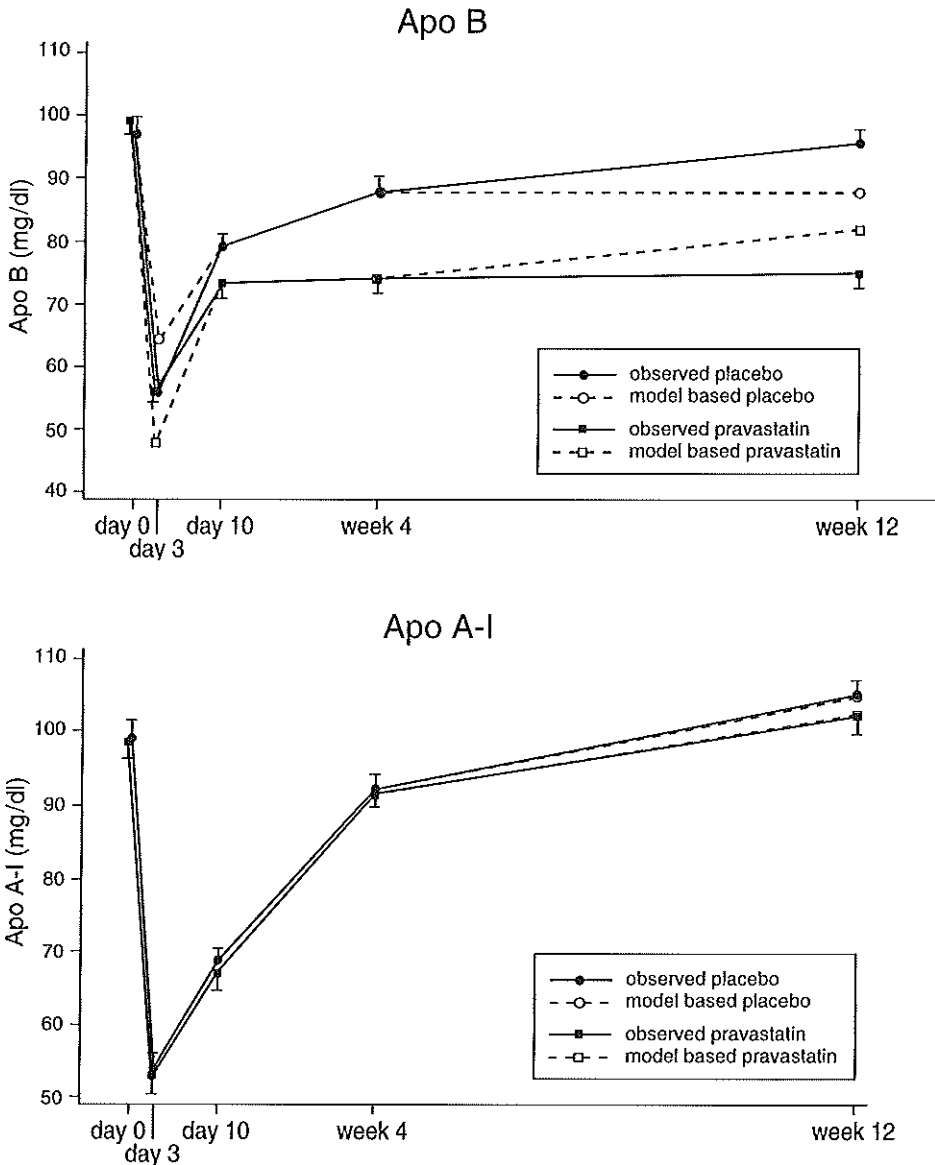 Apo B
110
100
90
80
70
60
50
40
Apo B (mg/dl)
observed placebo
model based placebo
observed pravastatin
model based pravastatin
day 0
day 3
day 10
week 4
week 12
Apo A-I
110
100
90
80
70
60
50
Apo A-I (mg/dl)
observed placebo
model based placebo
observed pravastatin
model based pravastatin
day 0
day 3
day 10
week 4
week 12